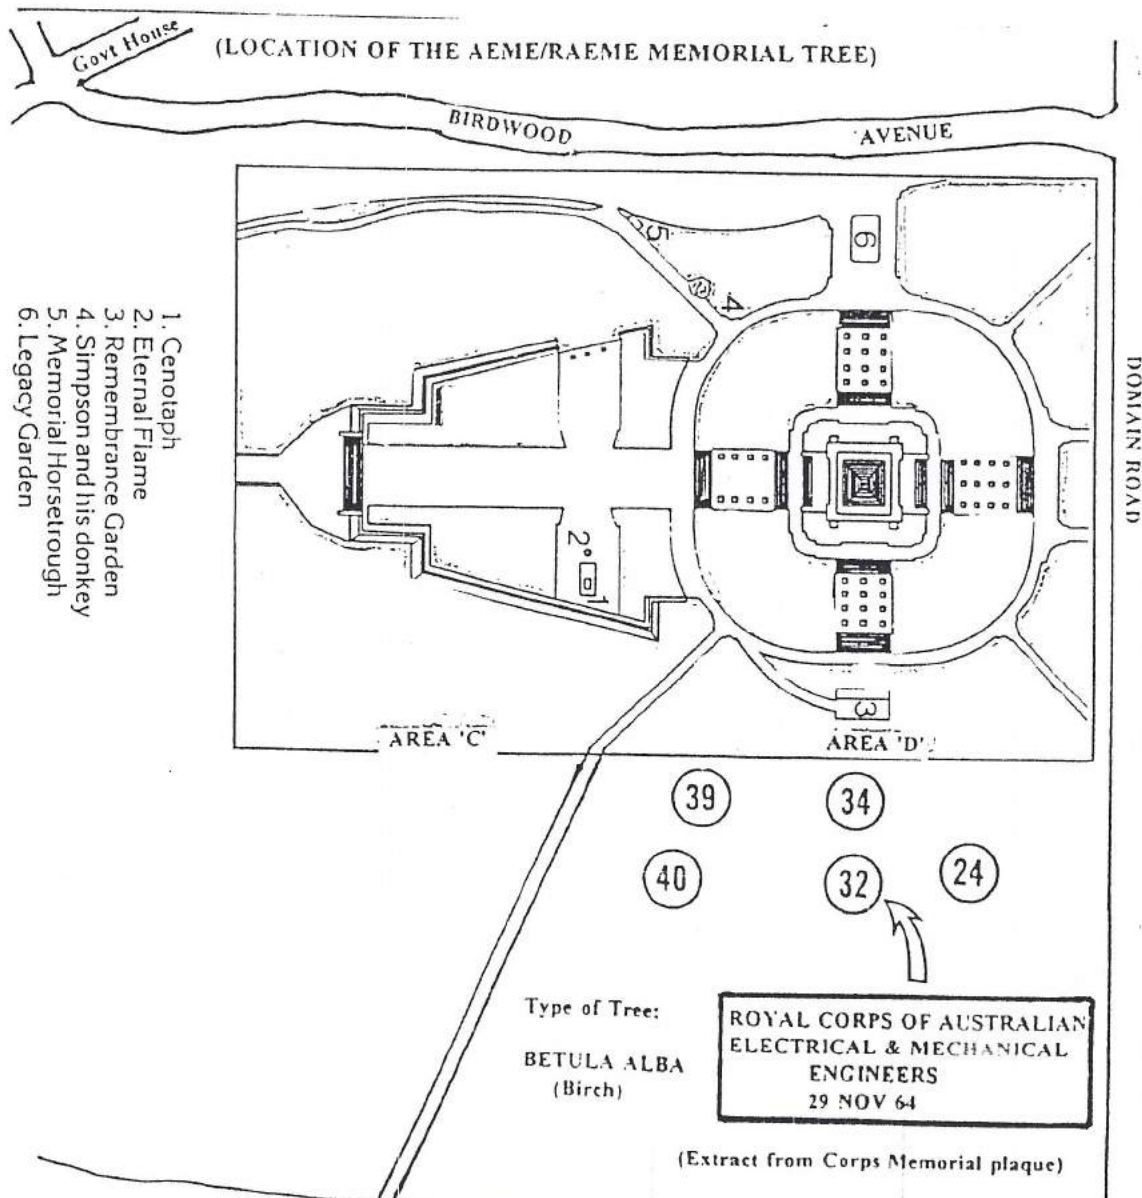 Govt House
(LOCATION OF THE AEME/RAEME MEMORIAL TREE)
BIRDWOOD AVENUE
DOMAIN ROAD
5
6
4
1. Cenotaph
2. Eternal Flame
3. Remembrance Garden
4. Simpson and his donkey
5. Memorial Horsetrough
6. Legacy Garden
2
1
3
AREA 'C'
AREA 'D'
39
34
40
32
24
Type of Tree:
BETULA ALBA
(Birch)
ROYAL CORPS OF AUSTRALIAN
ELECTRICAL & MECHANICAL
ENGINEERS
29 NOV 64
(Extract from Corps Memorial plaque)